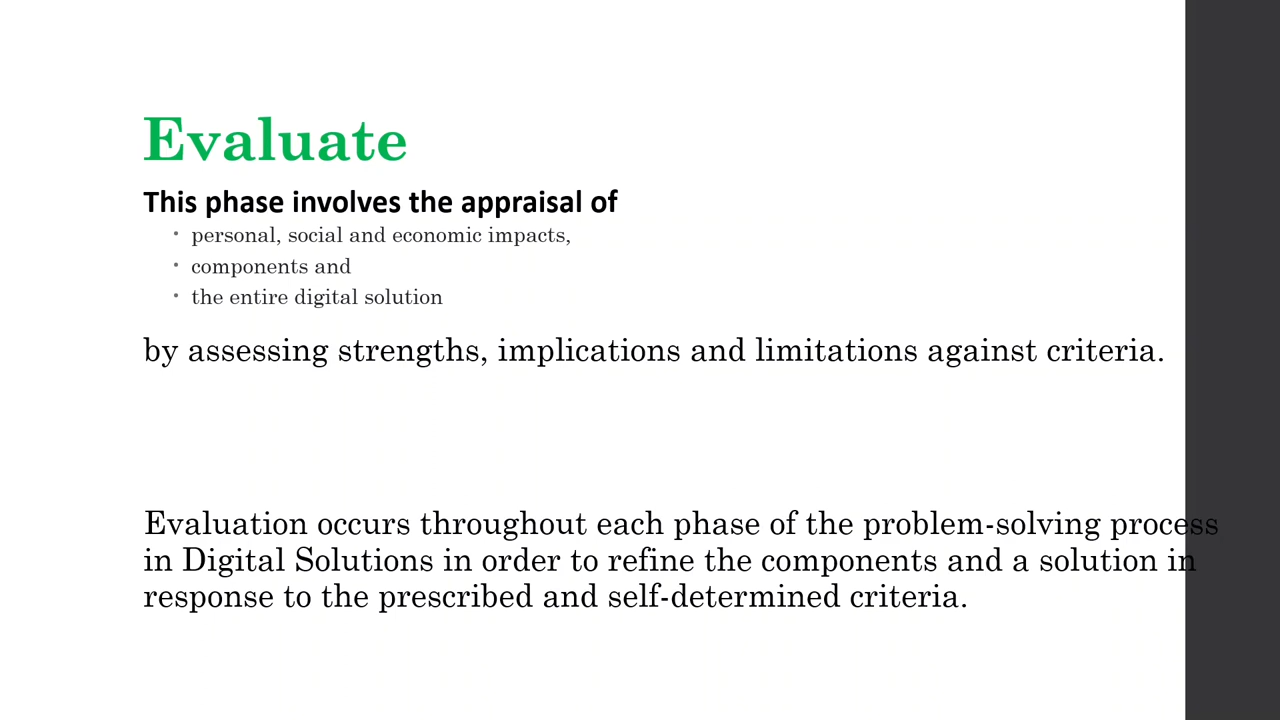 Evaluate
This phase involves the appraisal of
• personal, social and economic impacts,
• components and
• the entire digital solution
by assessing strengths, implications and limitations against criteria.
Evaluation occurs throughout each phase of the problem-solving process
in Digital Solutions in order to refine the components and a solution in
response to the prescribed and self-determined criteria.